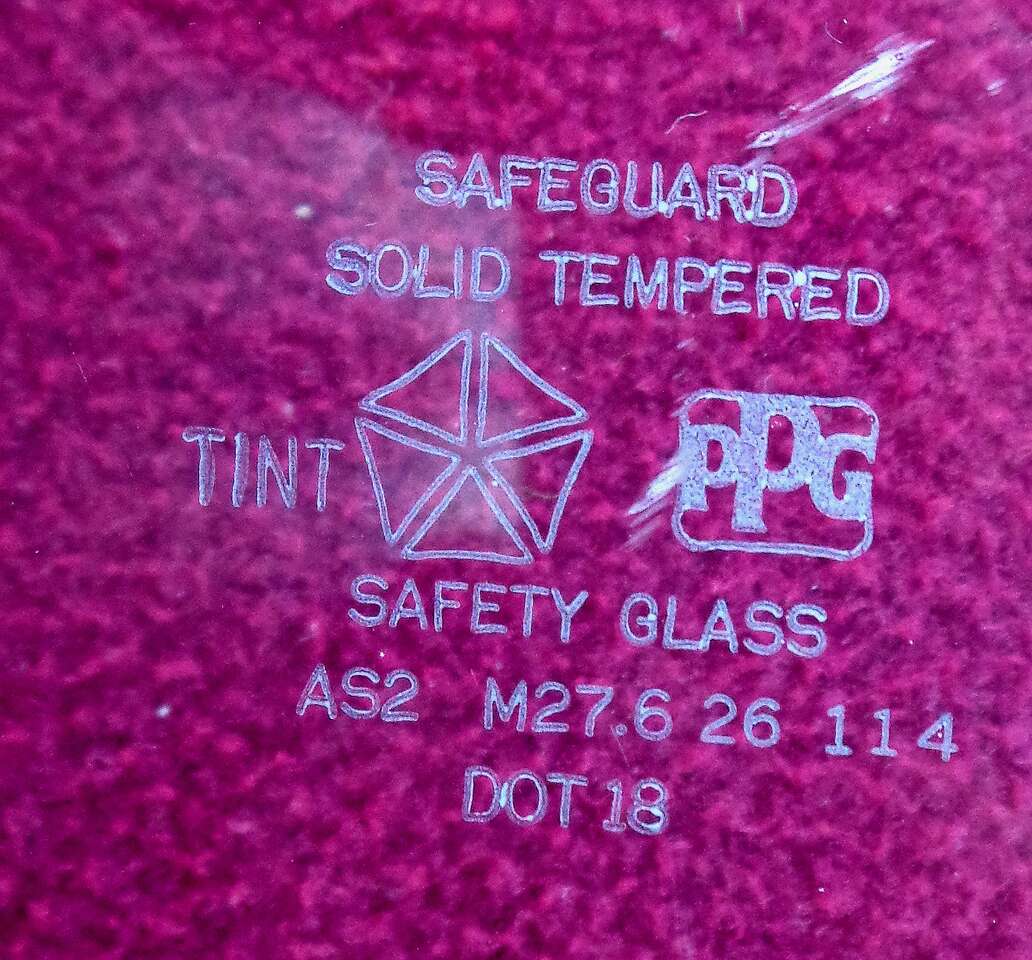 SAFEGUARD
SOLID TEMPERED
TINT
PPG
SAFETY GLASS
AS2 M27.6 26 114
DOT 18